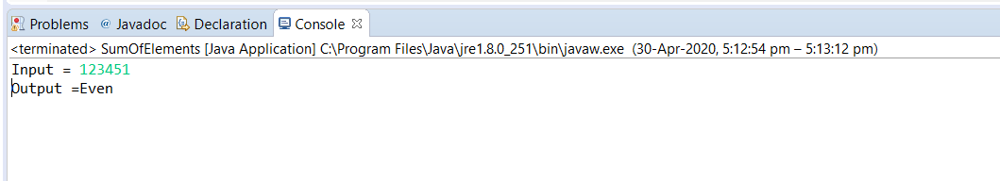 Problems @ Javadoc Declaration Console
<terminated> SumOfElements [Java Application] C:\Program Files\Java\jre1.8.0_251\bin\javaw.exe (30-Apr-2020, 5:12:54 pm – 5:13:12 pm)
Input = 123451
Output =Even